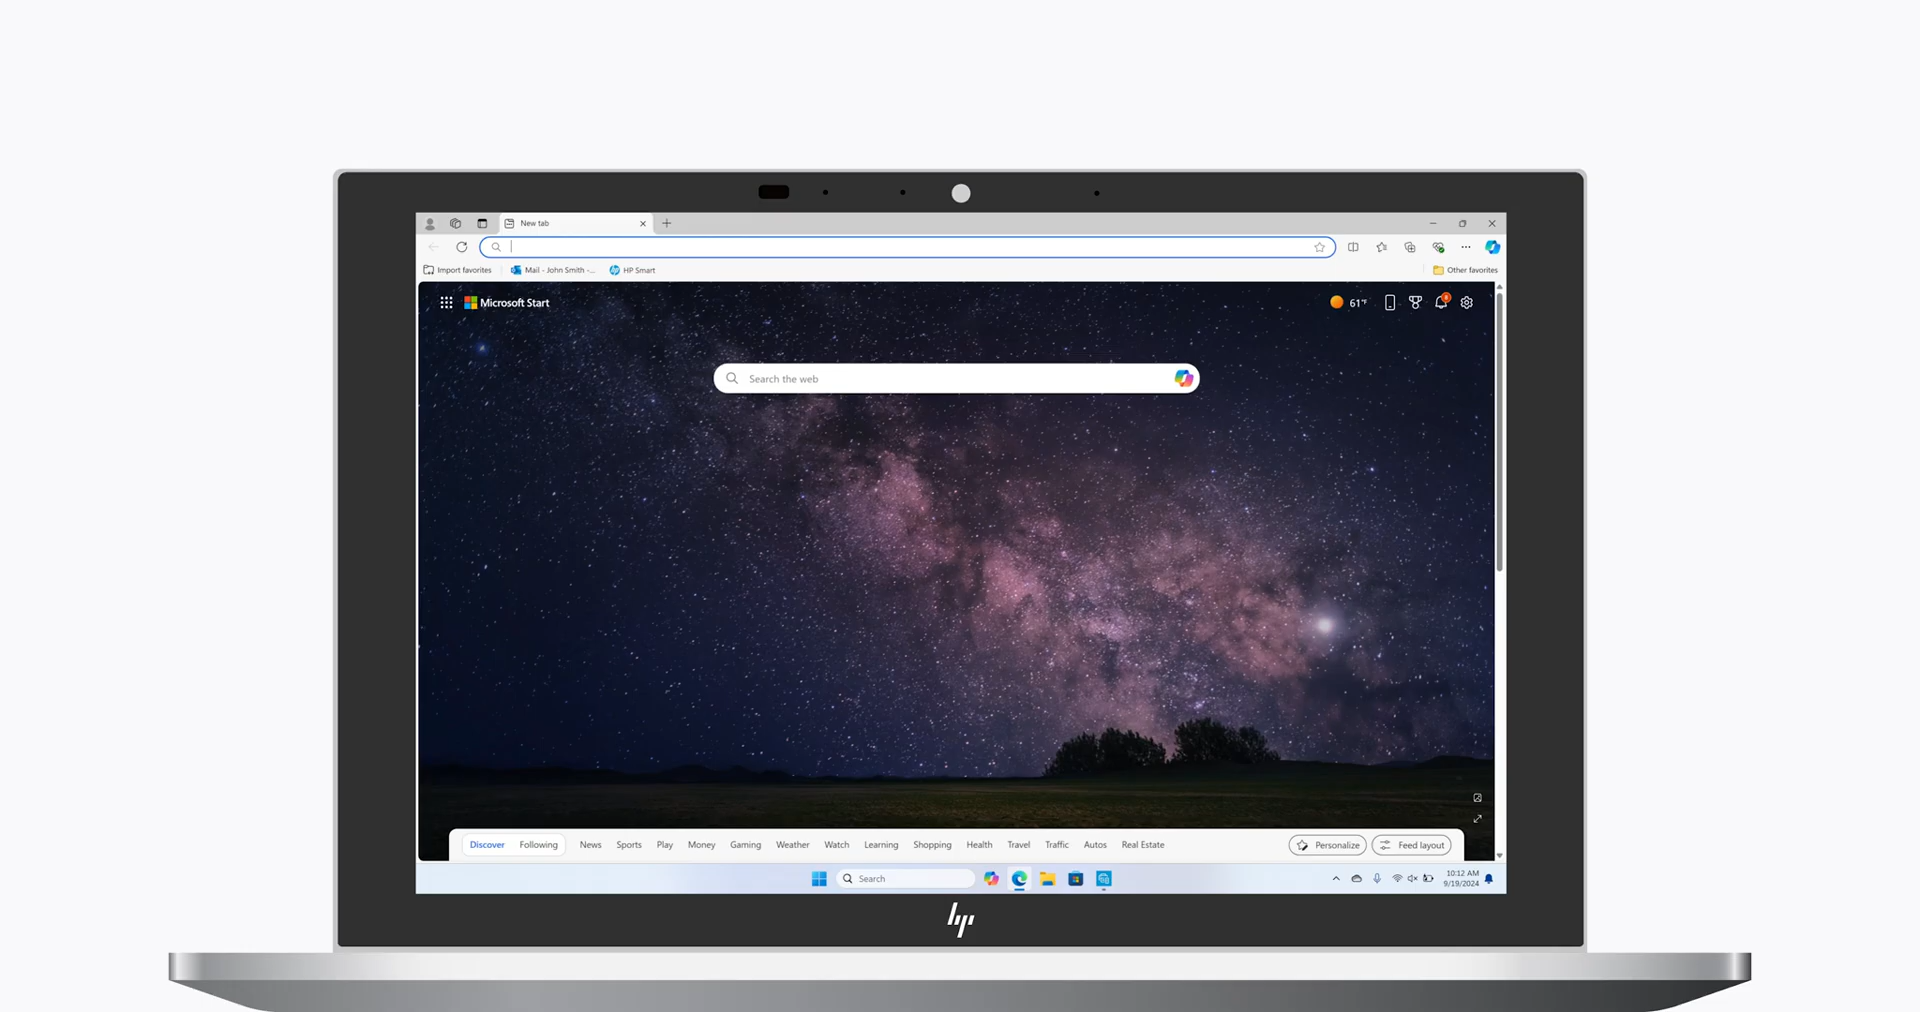 New tab
Import favorites
Mail - John Smith -...
HP Smart
Other favorites
Microsoft Start
61°F
Search the web
Discover
Following
News
Sports
Play
Money
Gaming
Weather
Watch
Learning
Shopping
Health
Travel
Traffic
Autos
Real Estate
Personalize
Feed layout
Search
10:12 AM
9/19/2024
hp